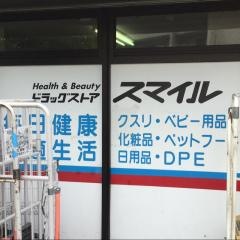 Health & Beauty
ドラッグストア スマイル
日健康
生活
クスリ・ベビー用品
化粧品・ペットフー
日用品・DPE